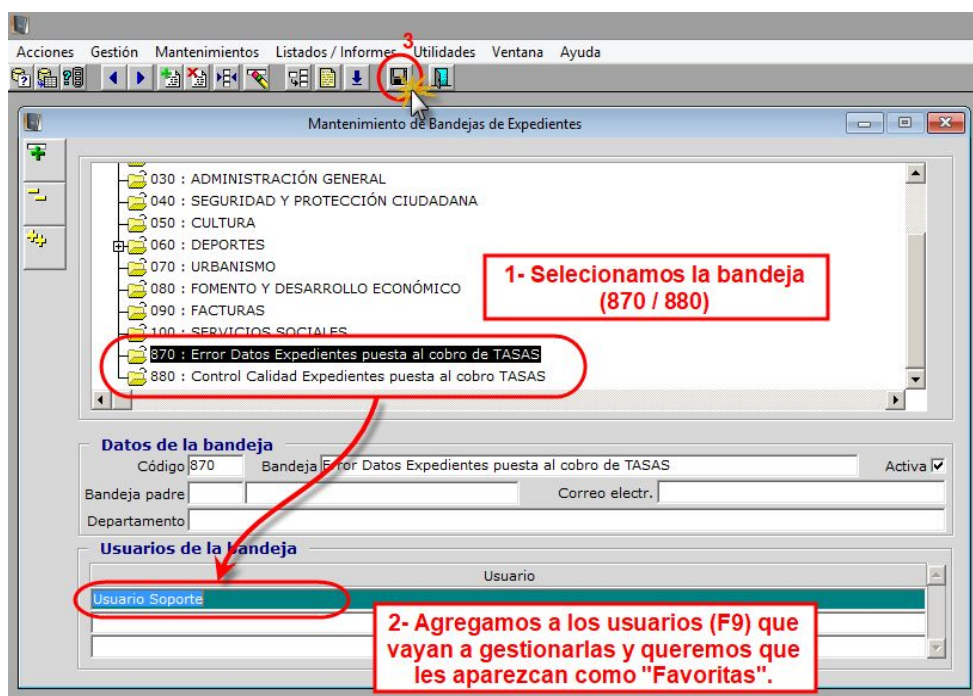 Acciones Gestión Mantenimientos Listados / Informes Utilidades Ventana Ayuda
3
Mantenimiento de Bandejas de Expedientes
030 : ADMINISTRACIÓN GENERAL
040 : SEGURIDAD Y PROTECCIÓN CIUDADANA
050 : CULTURA
060 : DEPORTES
070 : URBANISMO
080 : FOMENTO Y DESARROLLO ECONÓMICO
090 : FACTURAS
100 : SERVICIOS SOCIALES
870 : Error Datos Expedientes puesta al cobro de TASAS
880 : Control Calidad Expedientes puesta al cobro TASAS
1- Selecionamos la bandeja
(870 / 880)
Datos de la bandeja
Código 870 Bandeja Error Datos Expedientes puesta al cobro de TASAS Activa
Bandeja padre Correo electr.
Departamento
Usuarios de la bandeja
Usuario
Usuario Soporte
2- Agregamos a los usuarios (F9) que
vayan a gestionarlas y queremos que
les aparezcan como "Favoritas".